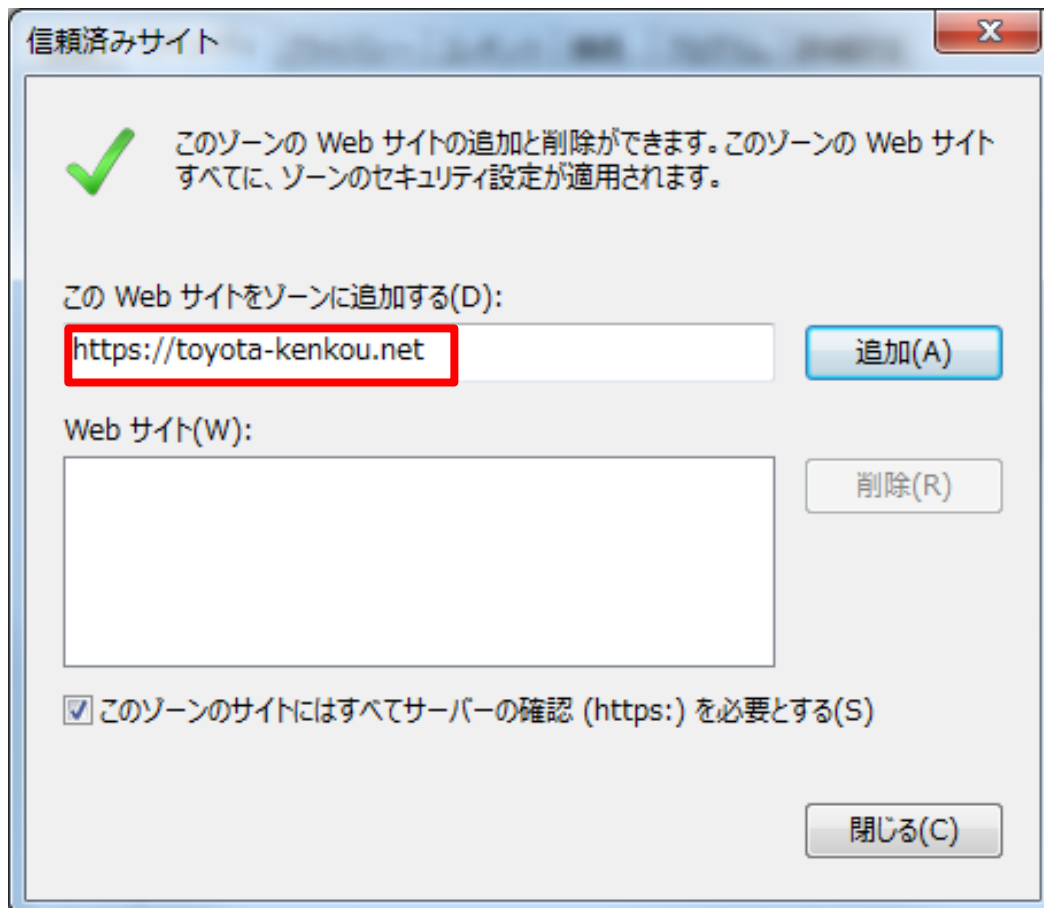 信頼済みサイト
このゾーンの Web サイトの追加と削除ができます。このゾーンの Web サイト
すべてに、ゾーンのセキュリティ設定が適用されます。
この Web サイトをゾーンに追加する(D):
https://toyota-kenkou.net
追加(A)
Web サイト(W):
削除(R)
このゾーンのサイトにはすべてサーバーの確認 (https:) を必要とする(S)
閉じる(C)